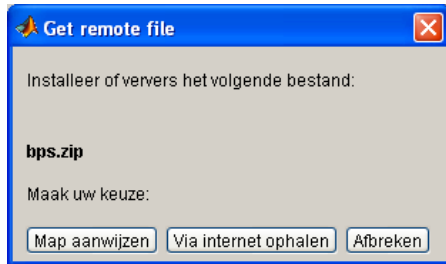 Get remote file
Installeer of ververs het volgende bestand:
bps.zip
Maak uw keuze:
Map aanwijzen Via internet ophalen Afbreken